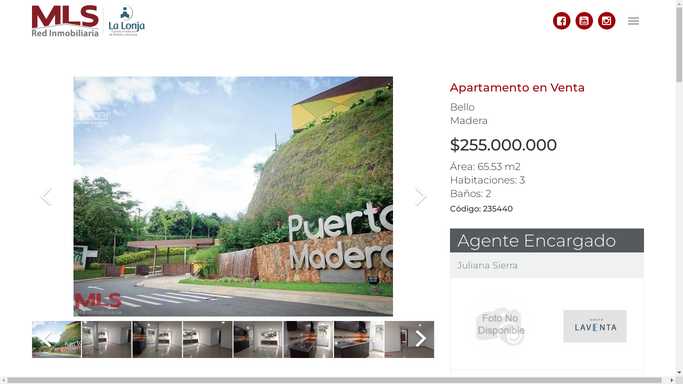 MLS
Red Inmobiliaria
La Lonja
Apartamento en Venta
Bello
Madera
$255.000.000
Área: 65.53 m2
Habitaciones: 3
Baños: 2
Código: 235440
Puerto
Madero
MLS
Agente Encargado
Juliana Sierra
Foto No
Disponible
LAVENTA